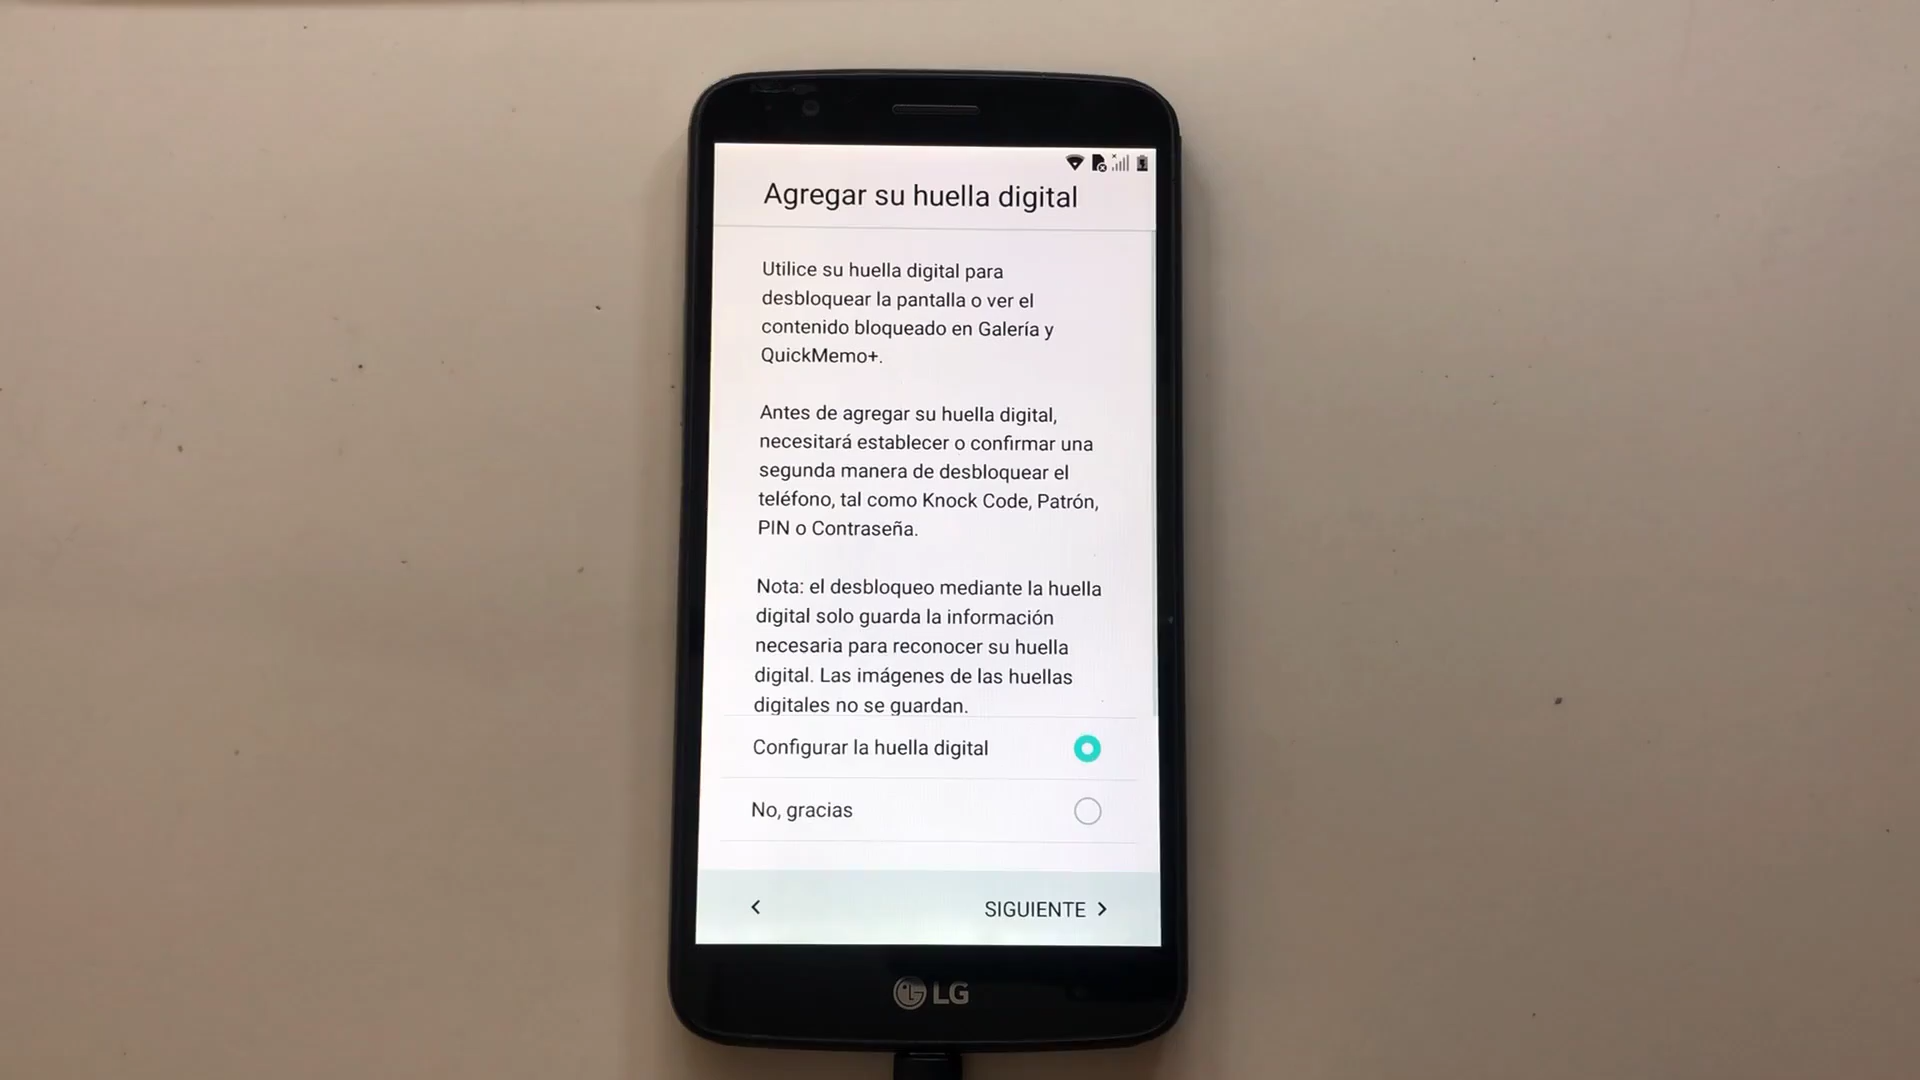 Agregar su huella digital
Utilice su huella digital para
desbloquear la pantalla o ver el
contenido bloqueado en Galería y
QuickMemo+.
Antes de agregar su huella digital,
necesitará establecer o confirmar una
segunda manera de desbloquear el
teléfono, tal como Knock Code, Patrón,
PIN o Contraseña.
Nota: el desbloqueo mediante la huella
digital solo guarda la información
necesaria para reconocer su huella
digital. Las imágenes de las huellas
digitales no se guardan.
Configurar la huella digital
No, gracias
SIGUIENTE
LG